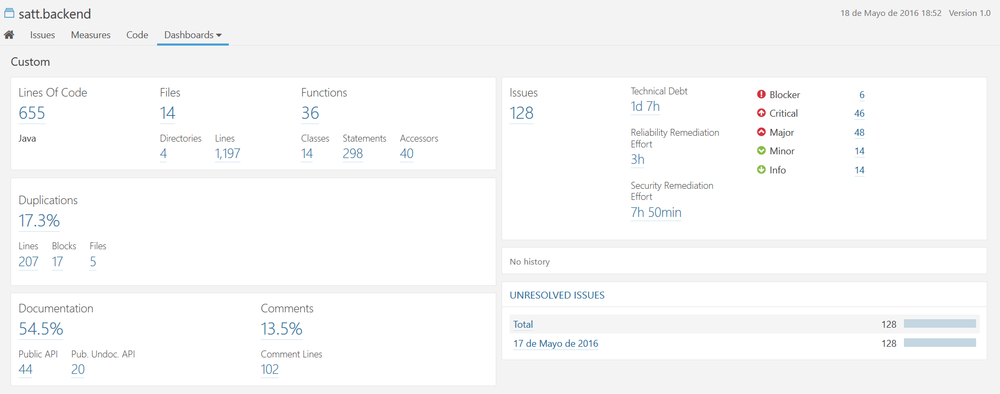 satt.backend
18 de Mayo de 2016 18:52 Version 1.0
Issues Measures Code Dashboards
Custom
Lines Of Code Files Functions
655 14 36
Java
Directories Lines Classes Statements Accessors
4 1,197 14 298 40
Duplications
17.3%
Lines Blocks Files
207 17 5
Documentation Comments
54.5% 13.5%
Public API Pub. Undoc. API Comment Lines
44 20 102
Issues
128
Technical Debt
1d 7h
Reliability Remediation
Effort
3h
Security Remediation
Effort
7h 50min
Blocker 6
Critical 46
Major 48
Minor 14
Info 14
No history
UNRESOLVED ISSUES
Total 128
17 de Mayo de 2016 128